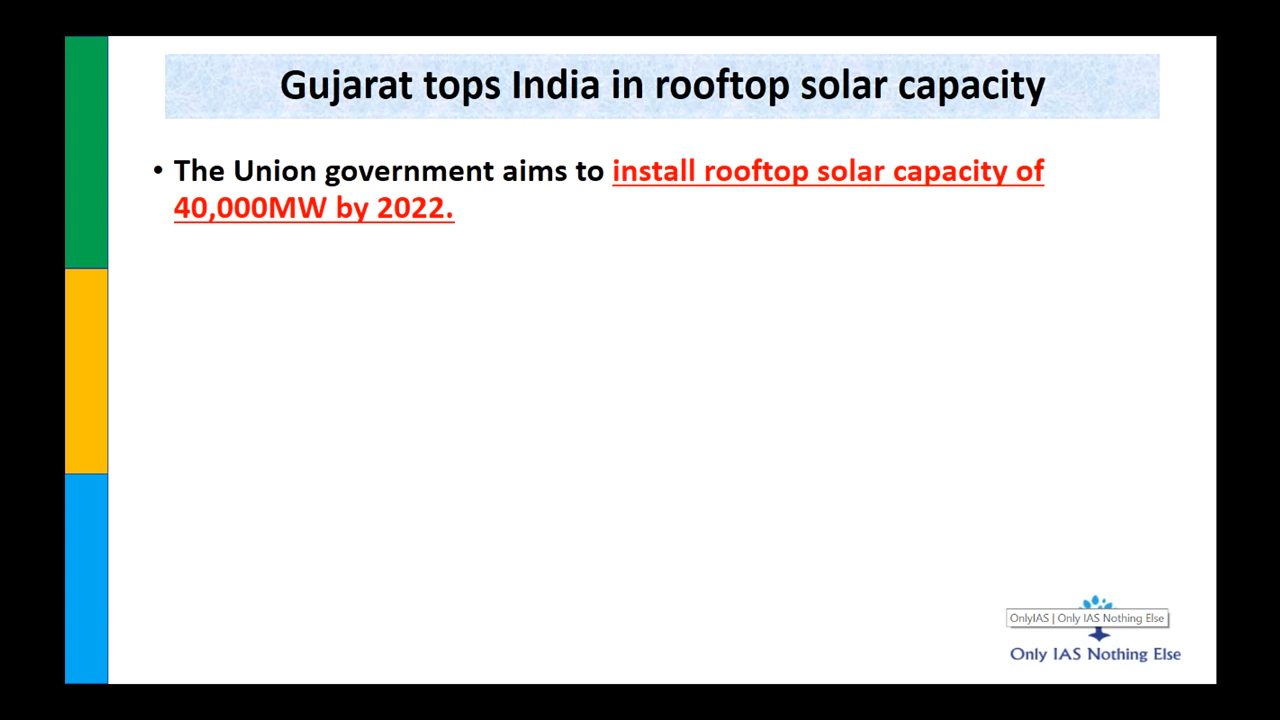 Gujarat tops India in rooftop solar capacity
• The Union government aims to install rooftop solar capacity of
40,000MW by 2022.
OnlyIAS | Only IAS Nothing Else
Only IAS Nothing Else